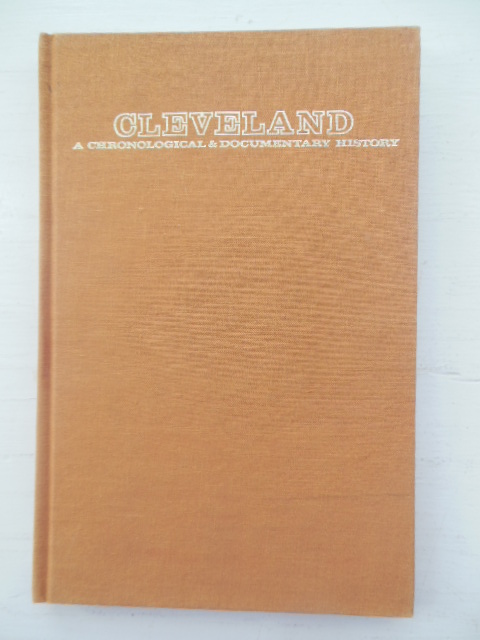 CLEVELAND
A CHRONOLOGICAL & DOCUMENTARY HISTORY